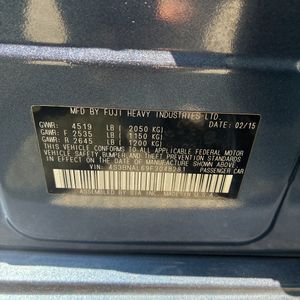 MFD BY FUJI HEAVY INDUSTRIES LTD. 02/15
GVWR: 4519 LB ( 2050 KG)
GAWR: F 2535 LB ( 1150 KG)
GAWR: R 2645 LB ( 1200 KG)
THIS VEHICLE CONFORMS TO ALL APPLICABLE FEDERAL MOTOR
VEHICLE SAFETY, BUMPER, AND THEFT PREVENTION STANDARDS
IN EFFECT ON THE DATE OF MANUFACTURE SHOWN ABOVE.
VIN: PASSENGER CAR